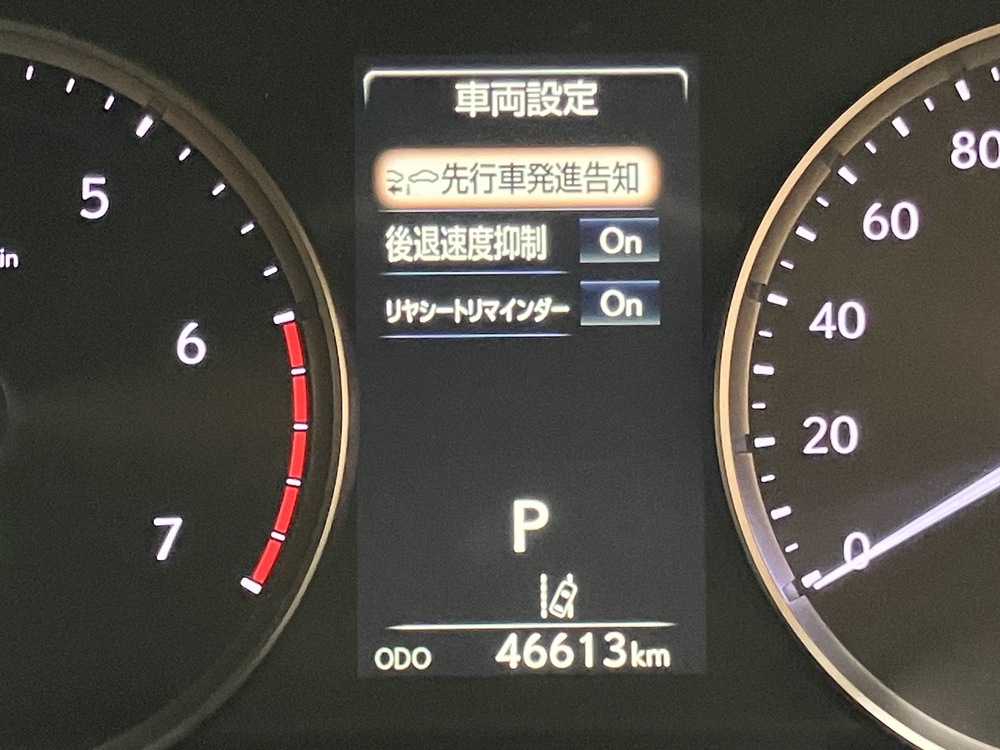 車両設定
先行車発進告知
後退速度抑制 On
リヤシートリマインダー On
P
ODO 46613km
5
in
6
7
80
60
40
20
0